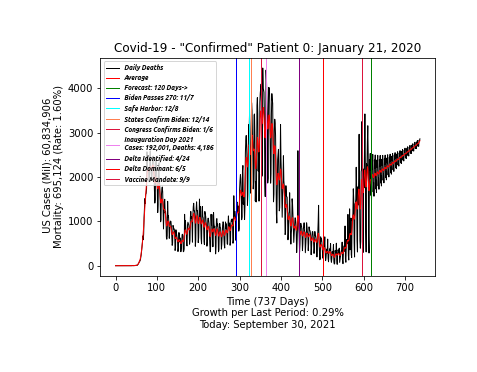 Covid-19 - "Confirmed" Patient 0: January 21, 2020
Daily Deaths
Average
Forecast: 120 Days->
Biden Passes 270: 11/7
Safe Harbor: 12/8
States Confirm Biden: 12/14
Congress Confirms Biden: 1/6
Inauguration Day 2021
Cases: 192,001, Deaths: 4,186
Delta Identified: 4/24
Delta Dominant: 6/5
Vaccine Mandate: 9/9
US Cases (Mil): 60,834,906
Mortality: 695,124 (Rate: 1.60%)
4000
3000
2000
1000
0
0 100 200 300 400 500 600 700
Time (737 Days)
Growth per Last Period: 0.29%
Today: September 30, 2021